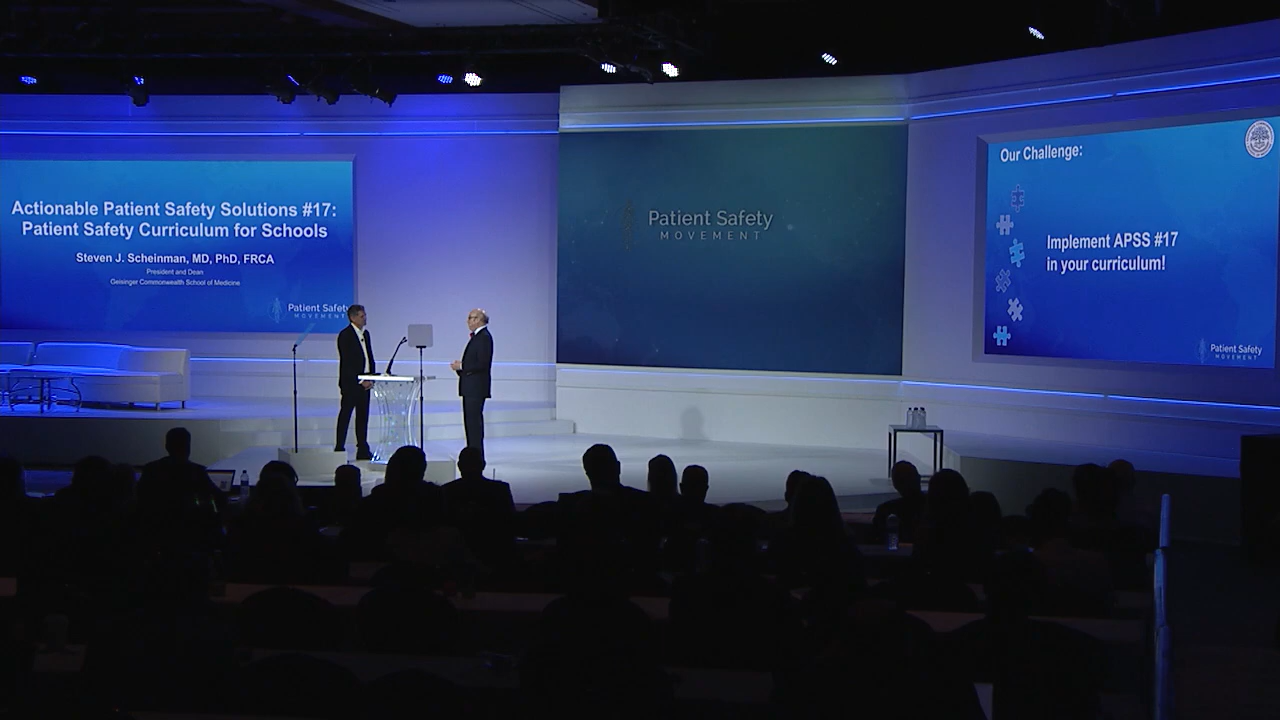 Actionable Patient Safety Solutions #17:
Patient Safety Curriculum for Schools
Steven J. Scheinman, MD, PhD, FRCA
President and Dean
Geisinger Commonwealth School of Medicine
Patient Safety
MOVEMENT
Patient Safety
MOVEMENT
Our Challenge:
Implement APSS #17
in your curriculum!
Patient Safety
MOVEMENT